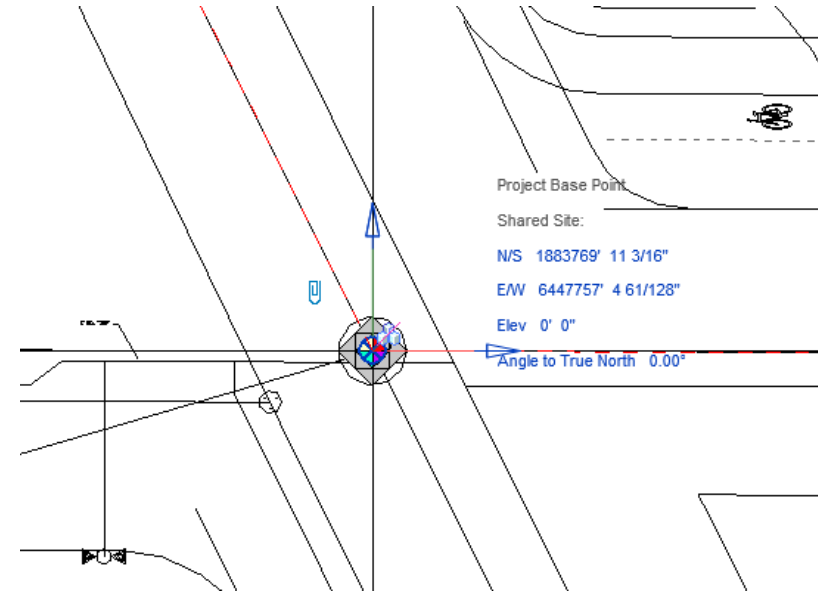 Project Base Point
Shared Site:
N/S 1883769' 11 3/16"
E/W 6447757' 4 61/128"
Elev 0' 0"
Angle to True North 0.00°